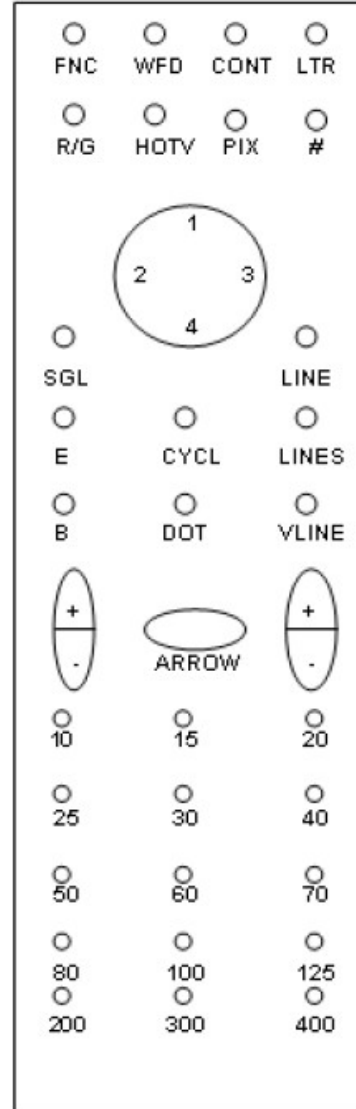 FNC WFD CONT LTR
R/G HOTV PIX #
1
2 3
4
SGL LINE
E CYCL LINES
B DOT VLINE
+ +
- -
ARROW
10 15 20
25 30 40
50 60 70
80 100 125
200 300 400